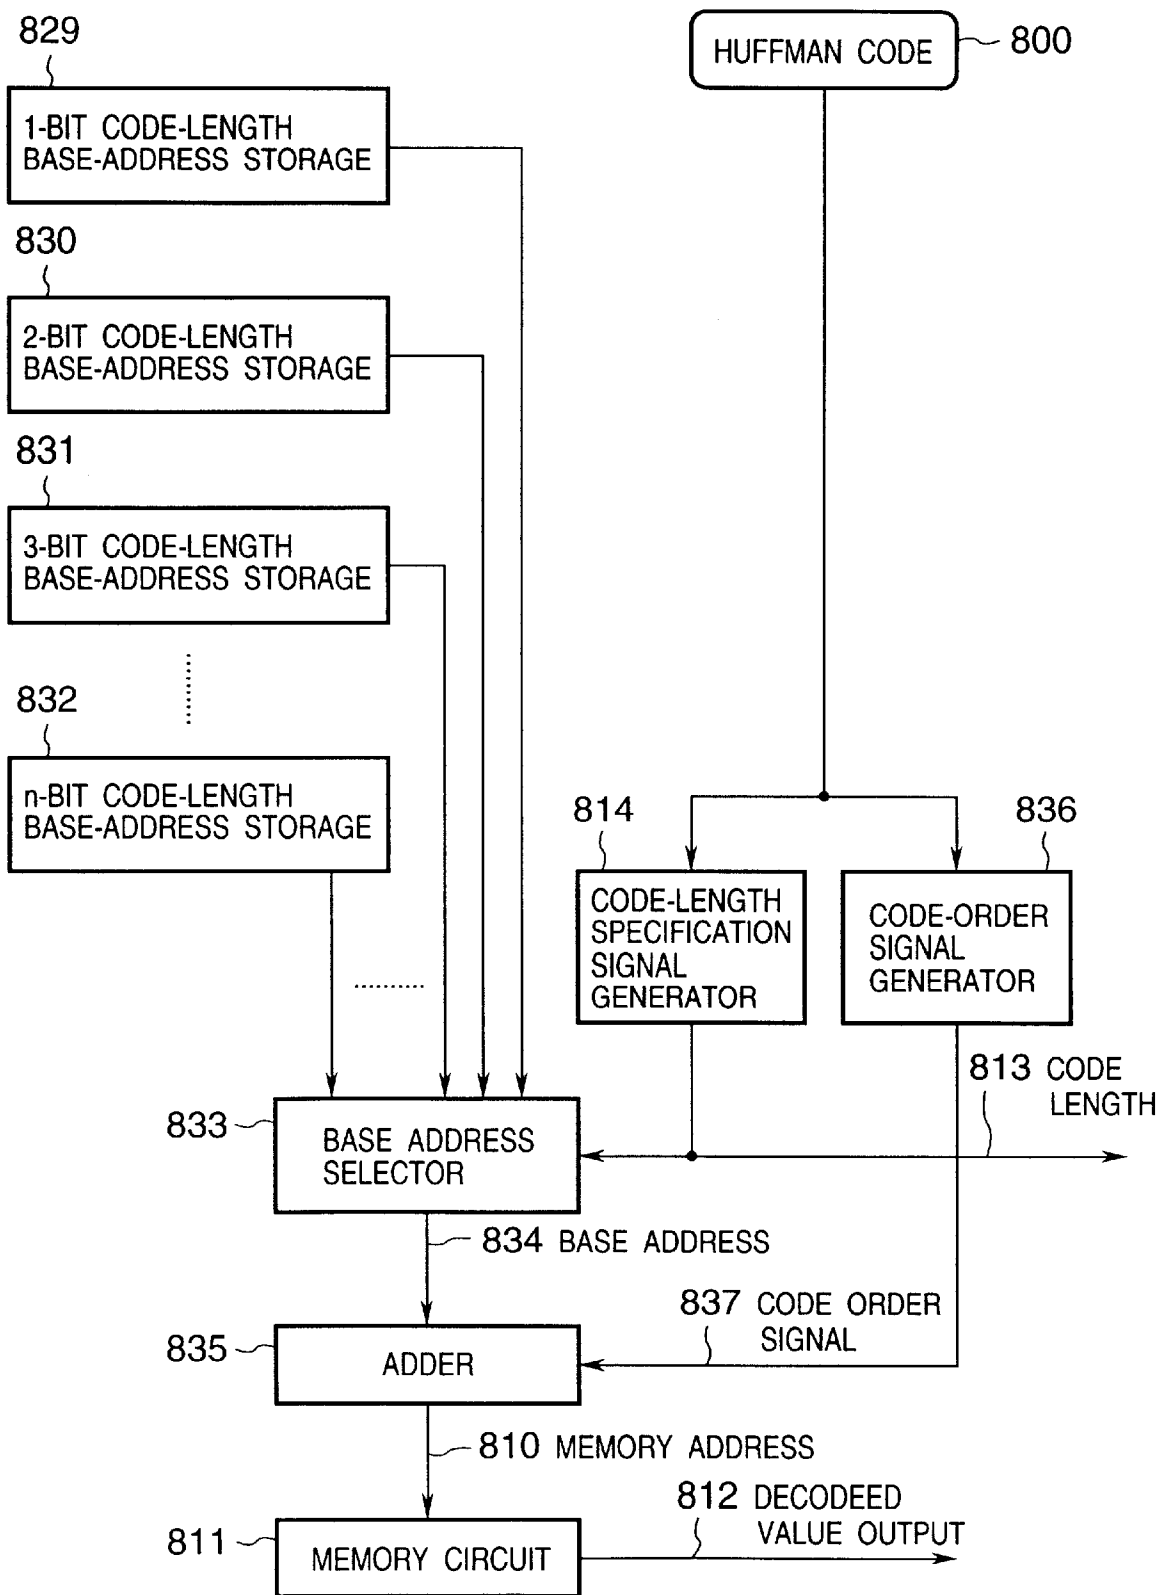 829
HUFFMAN CODE
800
1-BIT CODE-LENGTH
BASE-ADDRESS STORAGE
830
2-BIT CODE-LENGTH
BASE-ADDRESS STORAGE
831
3-BIT CODE-LENGTH
BASE-ADDRESS STORAGE
832
n-BIT CODE-LENGTH
BASE-ADDRESS STORAGE
814
836
CODE-LENGTH
SPECIFICATION
SIGNAL
GENERATOR
CODE-ORDER
SIGNAL
GENERATOR
813 CODE
LENGTH
833
BASE ADDRESS
SELECTOR
834 BASE ADDRESS
837 CODE ORDER
SIGNAL
835
ADDER
810 MEMORY ADDRESS
812 DECODEED
VALUE OUTPUT
811
MEMORY CIRCUIT